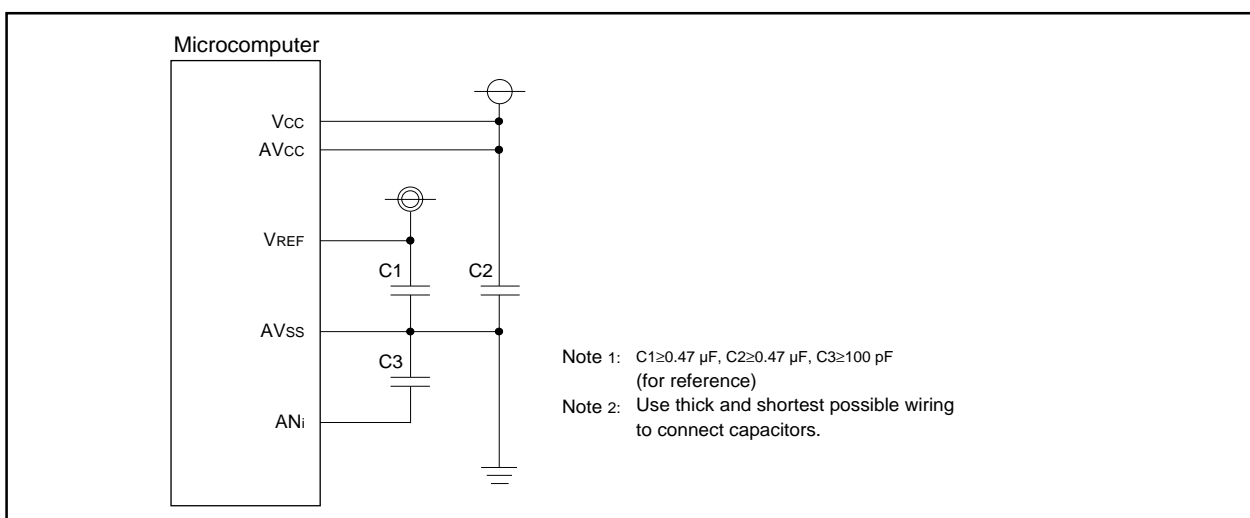 Microcomputer
VCC
AVCC
VREF
C1
C2
AVSS
C3
ANi
Note 1: C1≥0.47 µF, C2≥0.47 µF, C3≥100 pF
(for reference)
Note 2: Use thick and shortest possible wiring
to connect capacitors.